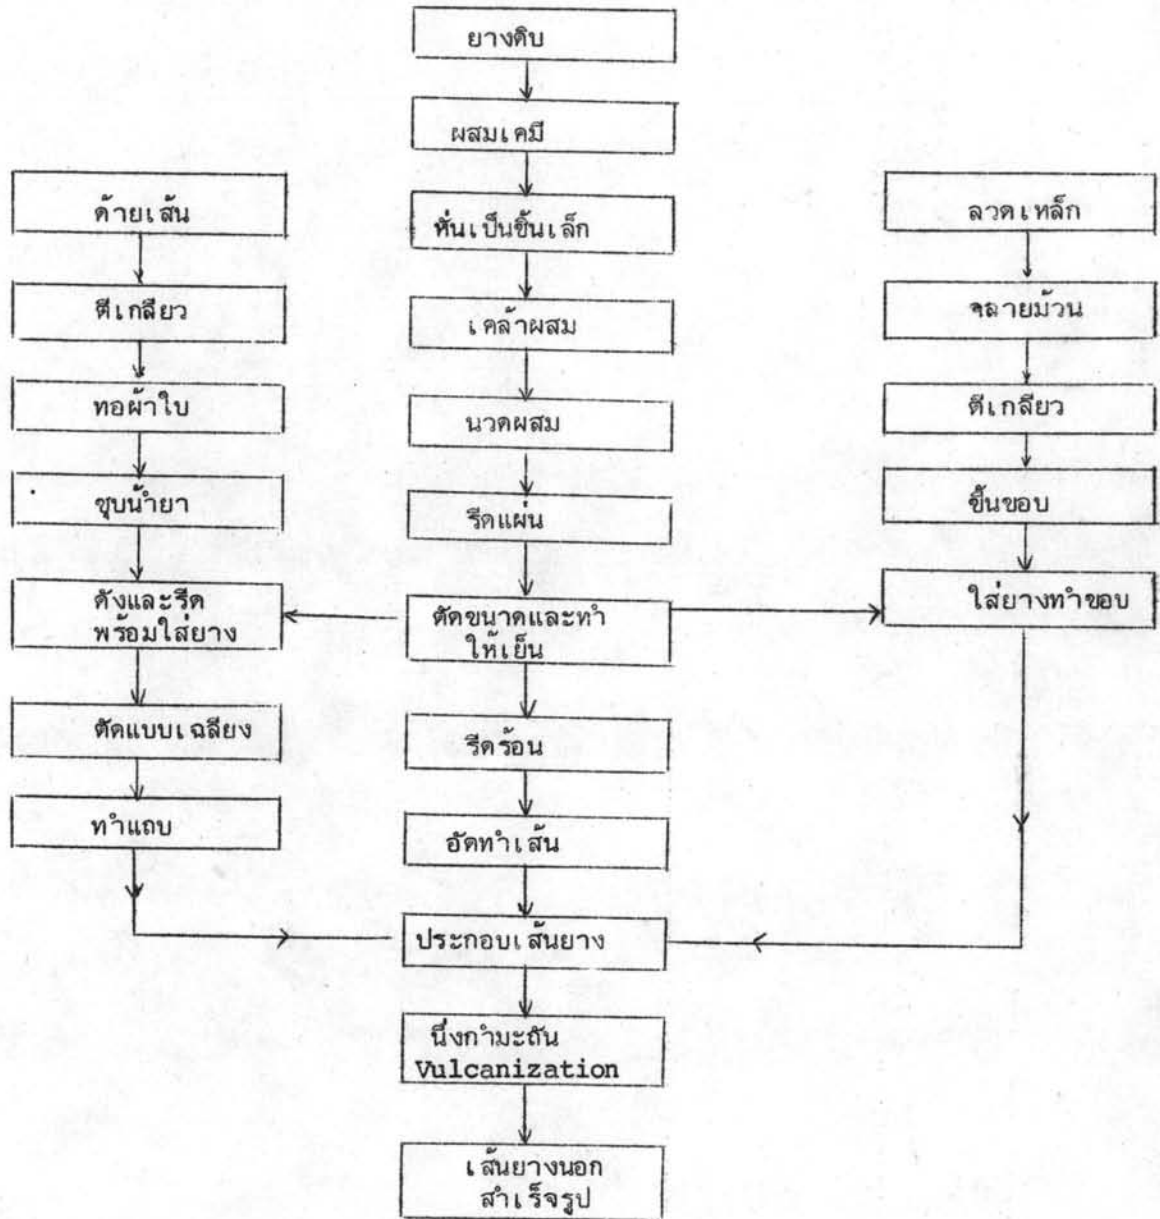 ยางดิบ
ผสมเคมี
หั่นเป็นชิ้นเล็ก
เคล้าผสม
นวดผสม
รีดแผ่น
ตัดขนาดและทำ
ให้เย็น
รีดร้อน
อัดทำเส้น
ประกอบเส้นยาง
นึ่งกำมะถัน
Vulcanization
เส้นยางนอก
สำเร็จรูป
ด้ายเส้น
ตีเกลียว
ทอผ้าใบ
ชุบน้ำยา
ดังและรีด
พร้อมใส่ยาง
ตัดแบบเฉลียง
ทำแถบ
ลวดเหล็ก
คลายม้วน
ตีเกลียว
ขึ้นขอบ
ใส่ยางทำขอบ